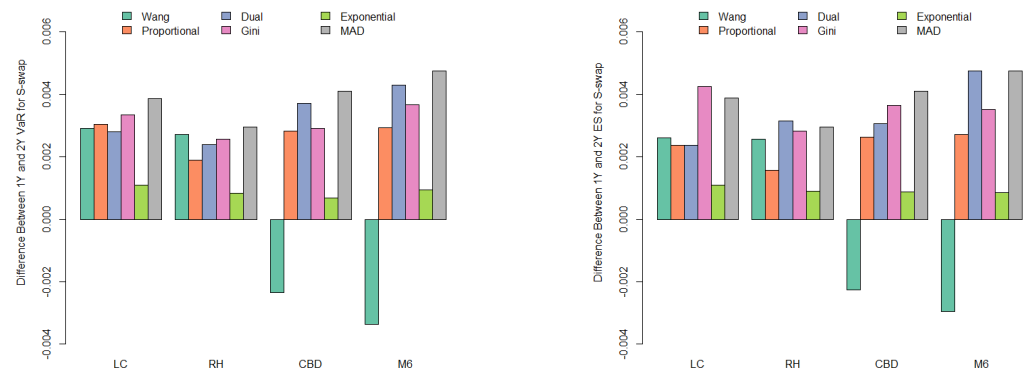 Wang Dual Exponential
Proportional Gini MAD
Difference Between 1Y and 2Y VaR for S-swap
0.006
0.004
0.002
0.000
-0.002
-0.004
LC RH CBD M6
Wang Dual Exponential
Proportional Gini MAD
Difference Between 1Y and 2Y ES for S-swap
0.006
0.004
0.002
0.000
-0.002
-0.004
LC RH CBD M6